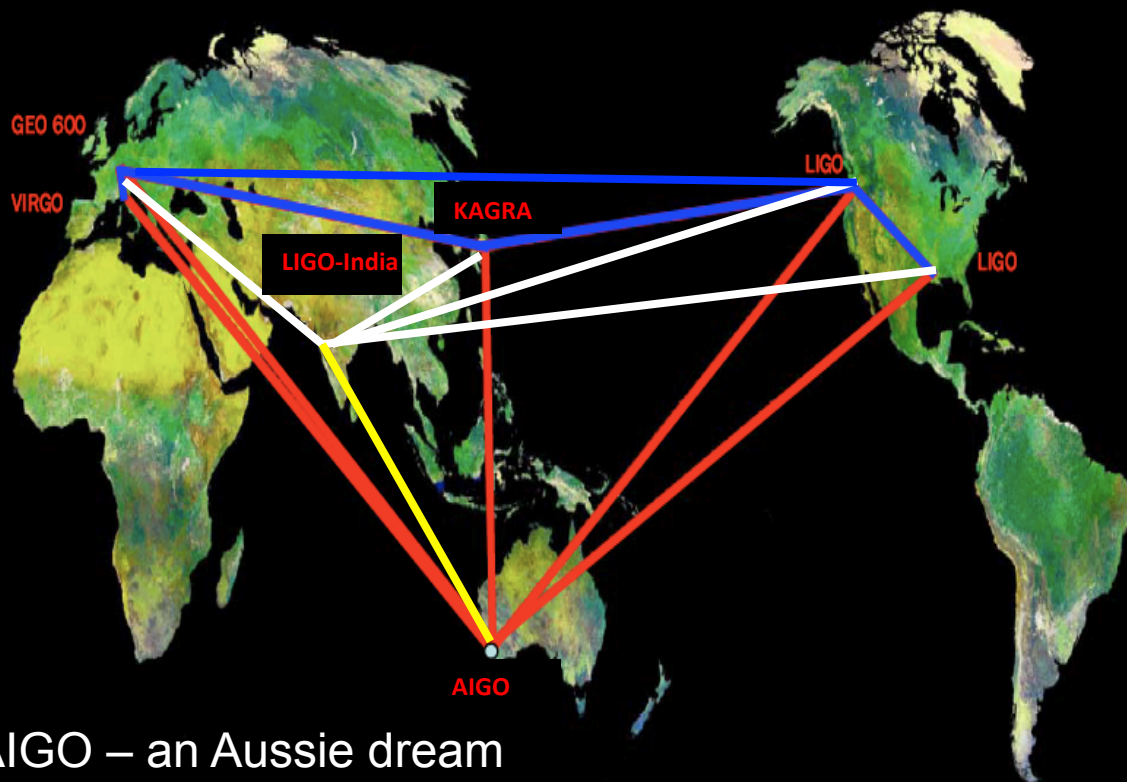 GEO 600
LIGO
VIRGO
KAGRA
LIGO-India
LIGO
AIGO
AIGO – an Aussie dream